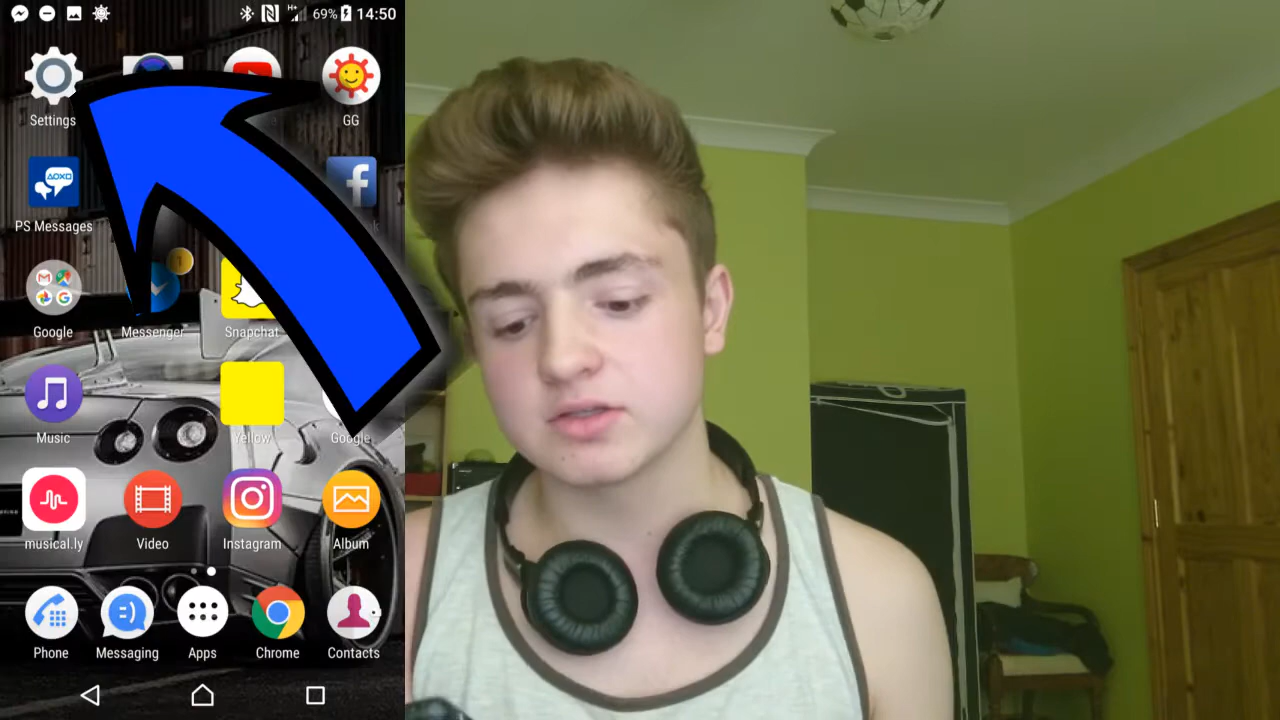 H+ 69% 14:50
Settings
GG
PS Messages
Google
Messenger
Snapchat
Music
Yellow
Google
musical.ly
Video
Instagram
Album
Phone
Messaging
Apps
Chrome
Contacts